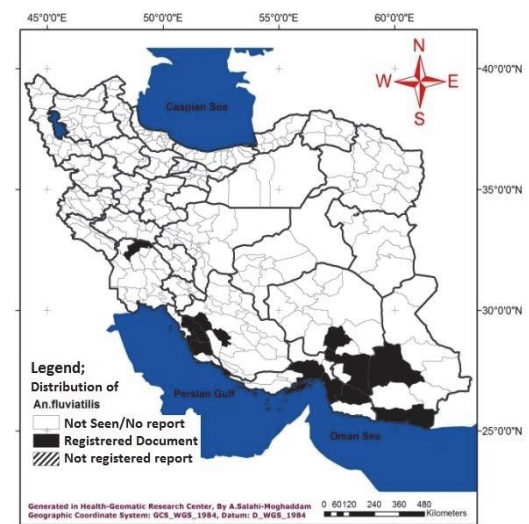 45°0'0"E 50°0'0"E 55°0'0"E 60°0'0"E
N
W E
S
40°0'0"N
Caspian Sea
35°0'0"N
30°0'0"N
Legend;
Distribution of
An.fluviatilis
Not Seen/No report
Registrered Document
Not registered report
Persian Gulf
Oman Sea
25°0'0"N
Generated in Health-Geomatic Research Center, By A.Salahi-Moghaddam
Geographic Coordinate System: GCS_WGS_1984, Datum: D_WGS_1984
0 60 120 240 360 480
Kilometers